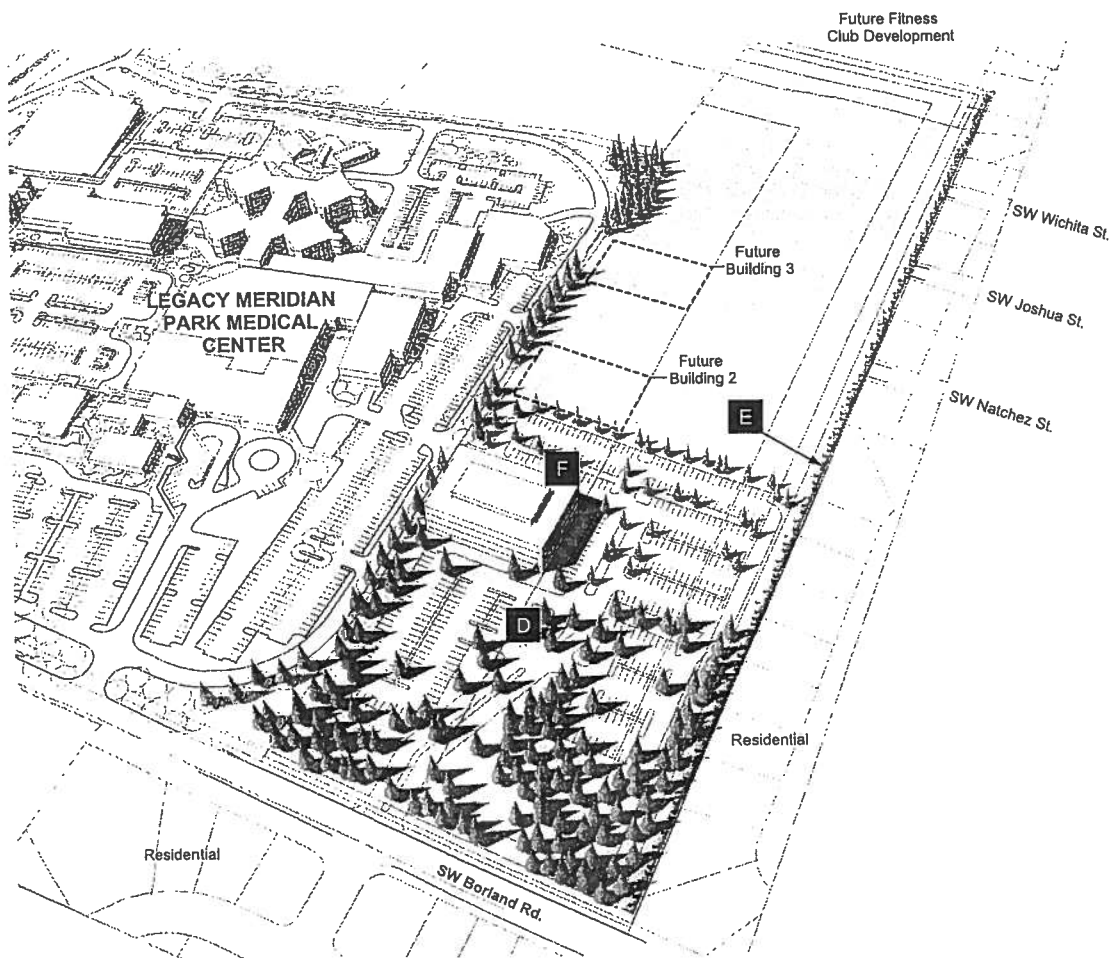 Future Fitness
Club Development
SW Wichita St.
Future
Building 3
SW Joshua St.
LEGACY MERIDIAN
PARK MEDICAL
CENTER
Future
Building 2
SW Natchez St.
E
F
D
Residential
Residential
SW Borland Rd.